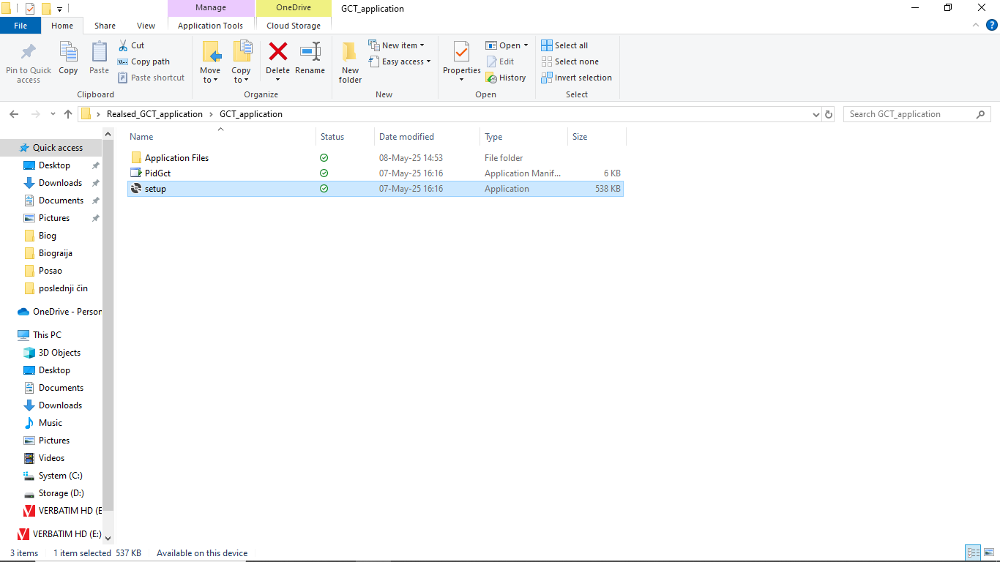 Manage
OneDrive
GCT_application
File
Home
Share
View
Application Tools
Cloud Storage
Pin to Quick access
Copy
Paste
Cut
Copy path
Paste shortcut
Clipboard
Move to
Copy to
Delete
Rename
Organize
New folder
New item
Easy access
New
Properties
Open
Edit
History
Open
Select all
Select none
Invert selection
Select
Realsed_GCT_application > GCT_application
Search GCT_application
Name Status Date modified Type Size
Application Files 08-May-25 14:53 File folder
PidGct 07-May-25 16:16 Application Manif... 6 KB
setup 07-May-25 16:16 Application 538 KB
Quick access
Desktop
Downloads
Documents
Pictures
Biog
Biograija
Posao
poslednji čin
OneDrive - Person
This PC
3D Objects
Desktop
Documents
Downloads
Music
Pictures
Videos
System (C:)
Storage (D:)
VERBATIM HD (E
VERBATIM HD (E:)
3 items 1 item selected 537 KB Available on this device